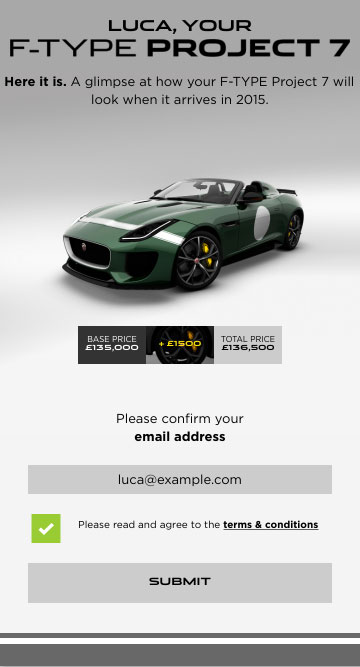 LUCA, YOUR
F-TYPE PROJECT 7
Here it is. A glimpse at how your F-TYPE Project 7 will
look when it arrives in 2015.
BASE PRICE
£135,000
+ £1500
TOTAL PRICE
£136,500
Please confirm your
email address
luca@example.com
Please read and agree to the terms & conditions
SUBMIT